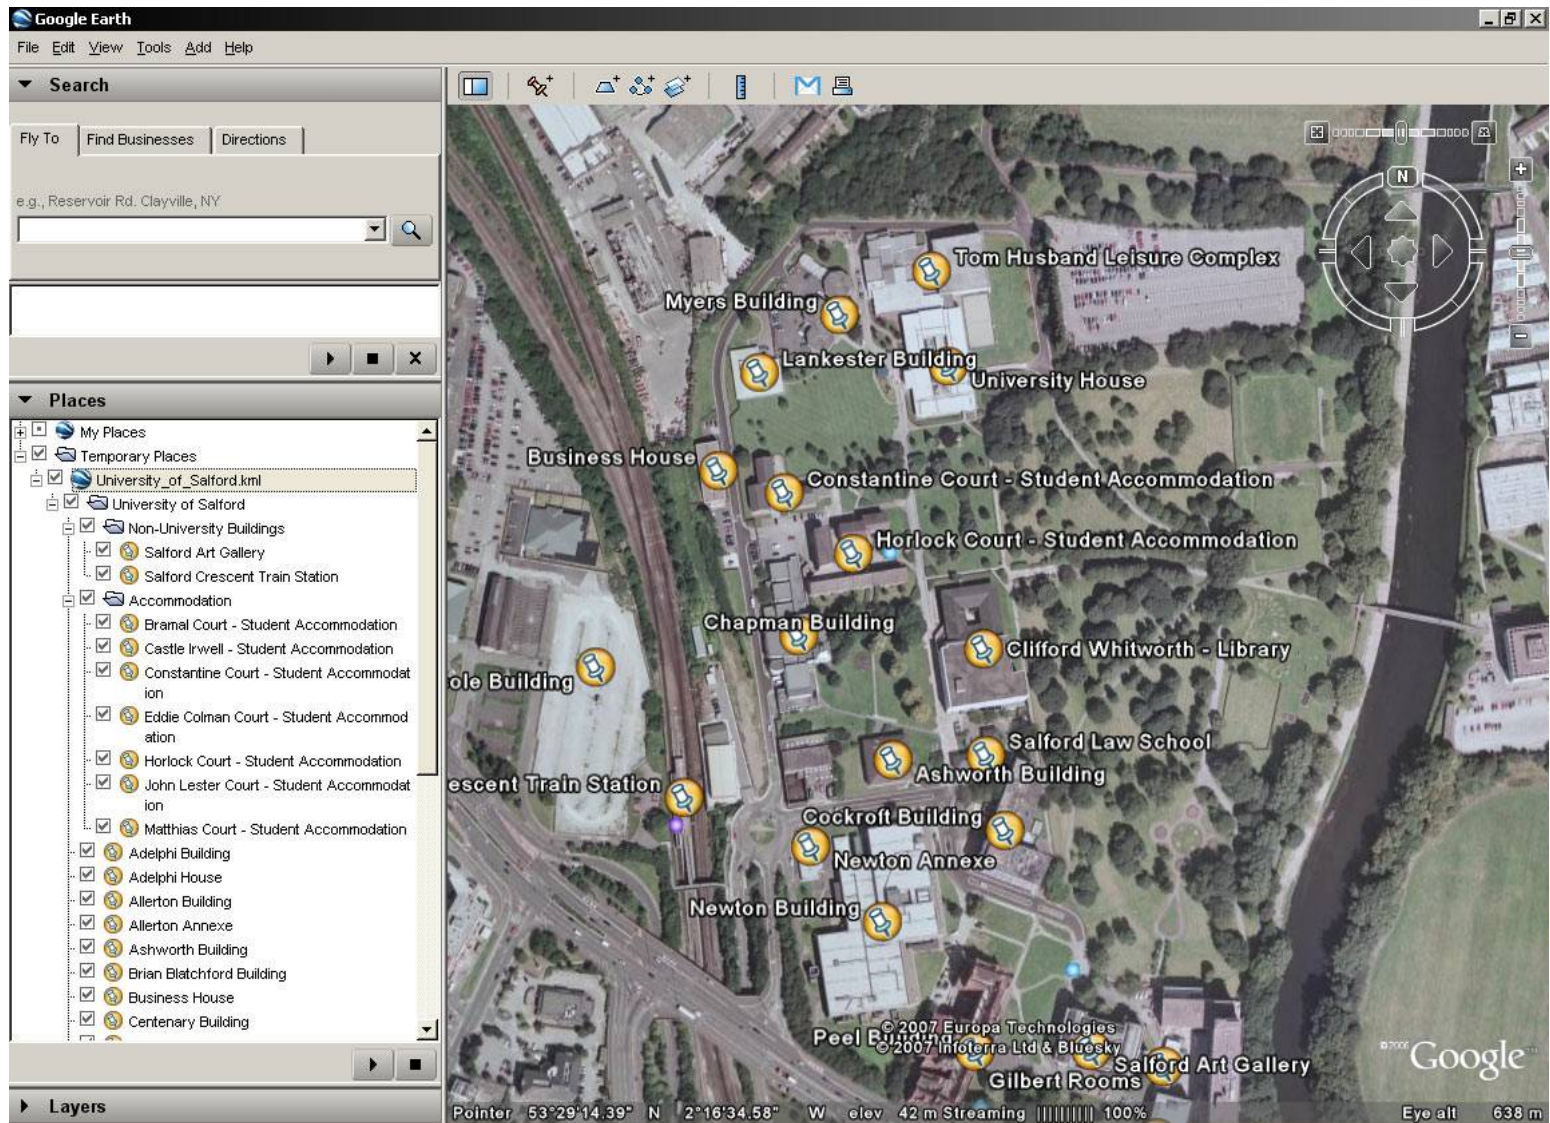 Google Earth
File Edit View Tools Add Help
Search
Fly To Find Businesses Directions
e.g., Reservoir Rd. Clayville, NY
Places
My Places
Temporary Places
University_of_Salford.kml
University of Salford
Non-University Buildings
Salford Art Gallery
Salford Crescent Train Station
Accommodation
Bramal Court - Student Accommodation
Castle Irwell - Student Accommodation
Constantine Court - Student Accommodat
ion
Eddie Colman Court - Student Accommod
ation
Horlock Court - Student Accommodation
John Lester Court - Student Accommodat
ion
Matthias Court - Student Accommodation
Adelphi Building
Adelphi House
Allerton Building
Allerton Annexe
Ashworth Building
Brian Blatchford Building
Business House
Centenary Building
Layers
N
Tom Husband Leisure Complex
Myers Building
Lankester Building
University House
Business House
Constantine Court - Student Accommodation
Horlock Court - Student Accommodation
Chapman Building
Clifford Whitworth - Library
ole Building
Salford Law School
Ashworth Building
escent Train Station
Cockroft Building
Newton Annexe
Newton Building
Peel Building
© 2007 Europa Technologies
© 2007 Infoterra Ltd & Bluesky
Salford Art Gallery
Gilbert Rooms
Google
Pointer 53°29'14.39" N 2°16'34.58" W elev 42 m Streaming |||||||||| 100% Eye alt 638 m